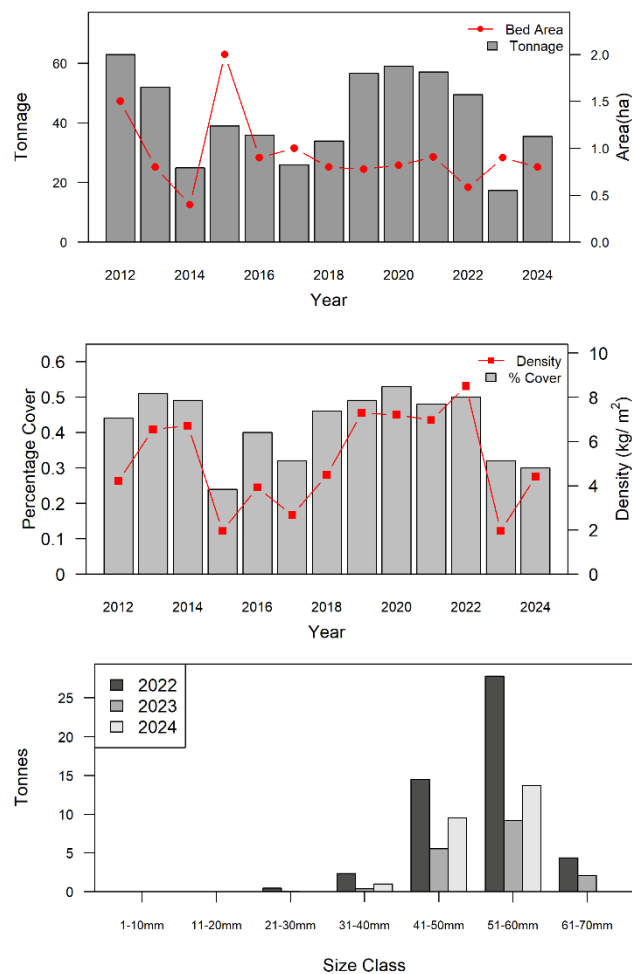 Bed Area
Tonnage
Tonnage
Area(ha)
60
40
20
0
2.0
1.5
1.0
0.5
0.0
2012 2014 2016 2018 2020 2022 2024
Year
Density
% Cover
Percentage Cover
Density (kg/ m²)
0.6
0.5
0.4
0.3
0.2
0.1
0
10
8
6
4
2
0
2012 2014 2016 2018 2020 2022 2024
Year
2022
2023
2024
Tonnes
25
20
15
10
5
0
1-10mm 11-20mm 21-30mm 31-40mm 41-50mm 51-60mm 61-70mm
Size Class